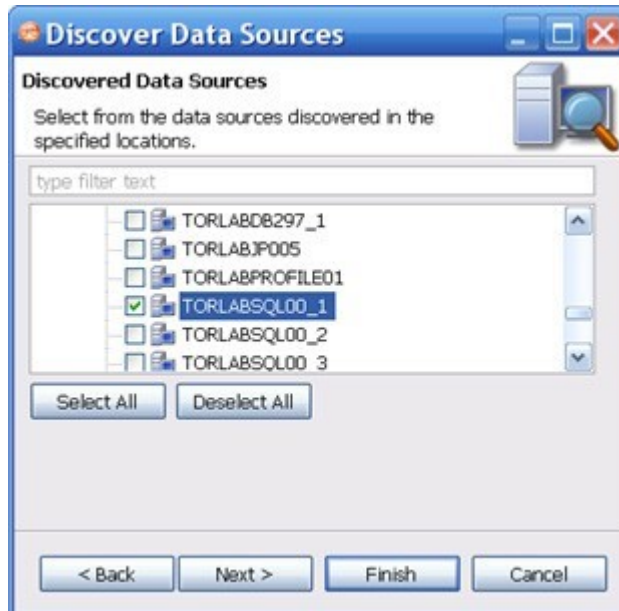 Discover Data Sources
Discovered Data Sources
Select from the data sources discovered in the
specified locations.
type filter text
TORLABDB297_1
TORLABJP005
TORLABPROFILE01
TORLABSQL00_1
TORLABSQL00_2
TORLABSQL00_3
Select All Deselect All
< Back Next > Finish Cancel